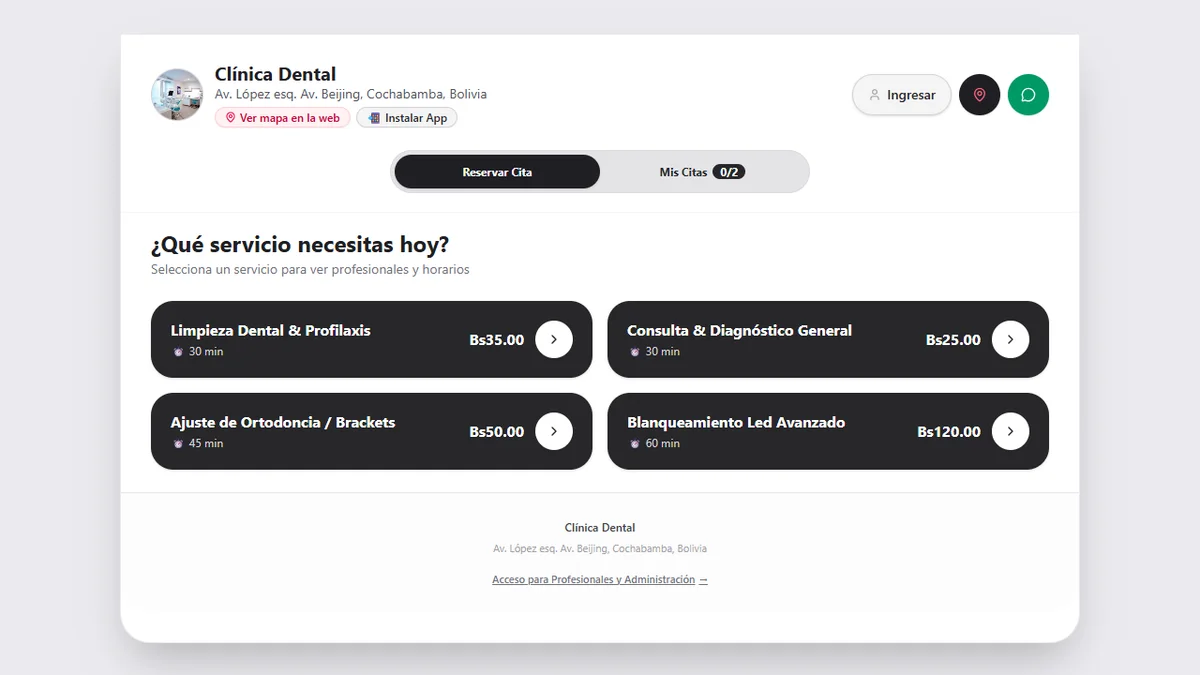 Clínica Dental
Av. López esq. Av. Beijing, Cochabamba, Bolivia
Ver mapa en la web
Instalar App
Ingresar
Reservar Cita
Mis Citas 0/2
¿Qué servicio necesitas hoy?
Selecciona un servicio para ver profesionales y horarios
Limpieza Dental & Profilaxis
30 min
Bs35.00
Consulta & Diagnóstico General
30 min
Bs25.00
Ajuste de Ortodoncia / Brackets
45 min
Bs50.00
Blanqueamiento Led Avanzado
60 min
Bs120.00
Clínica Dental
Av. López esq. Av. Beijing, Cochabamba, Bolivia
Acceso para Profesionales y Administración →